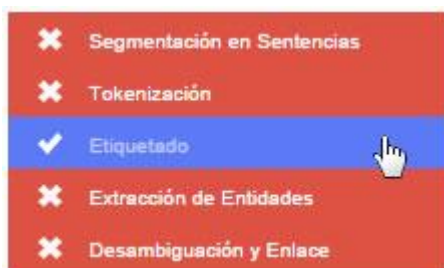 Segmentación en Sentencias
Tokenización
Etiquetado
Extracción de Entidades
Desambiguación y Enlace